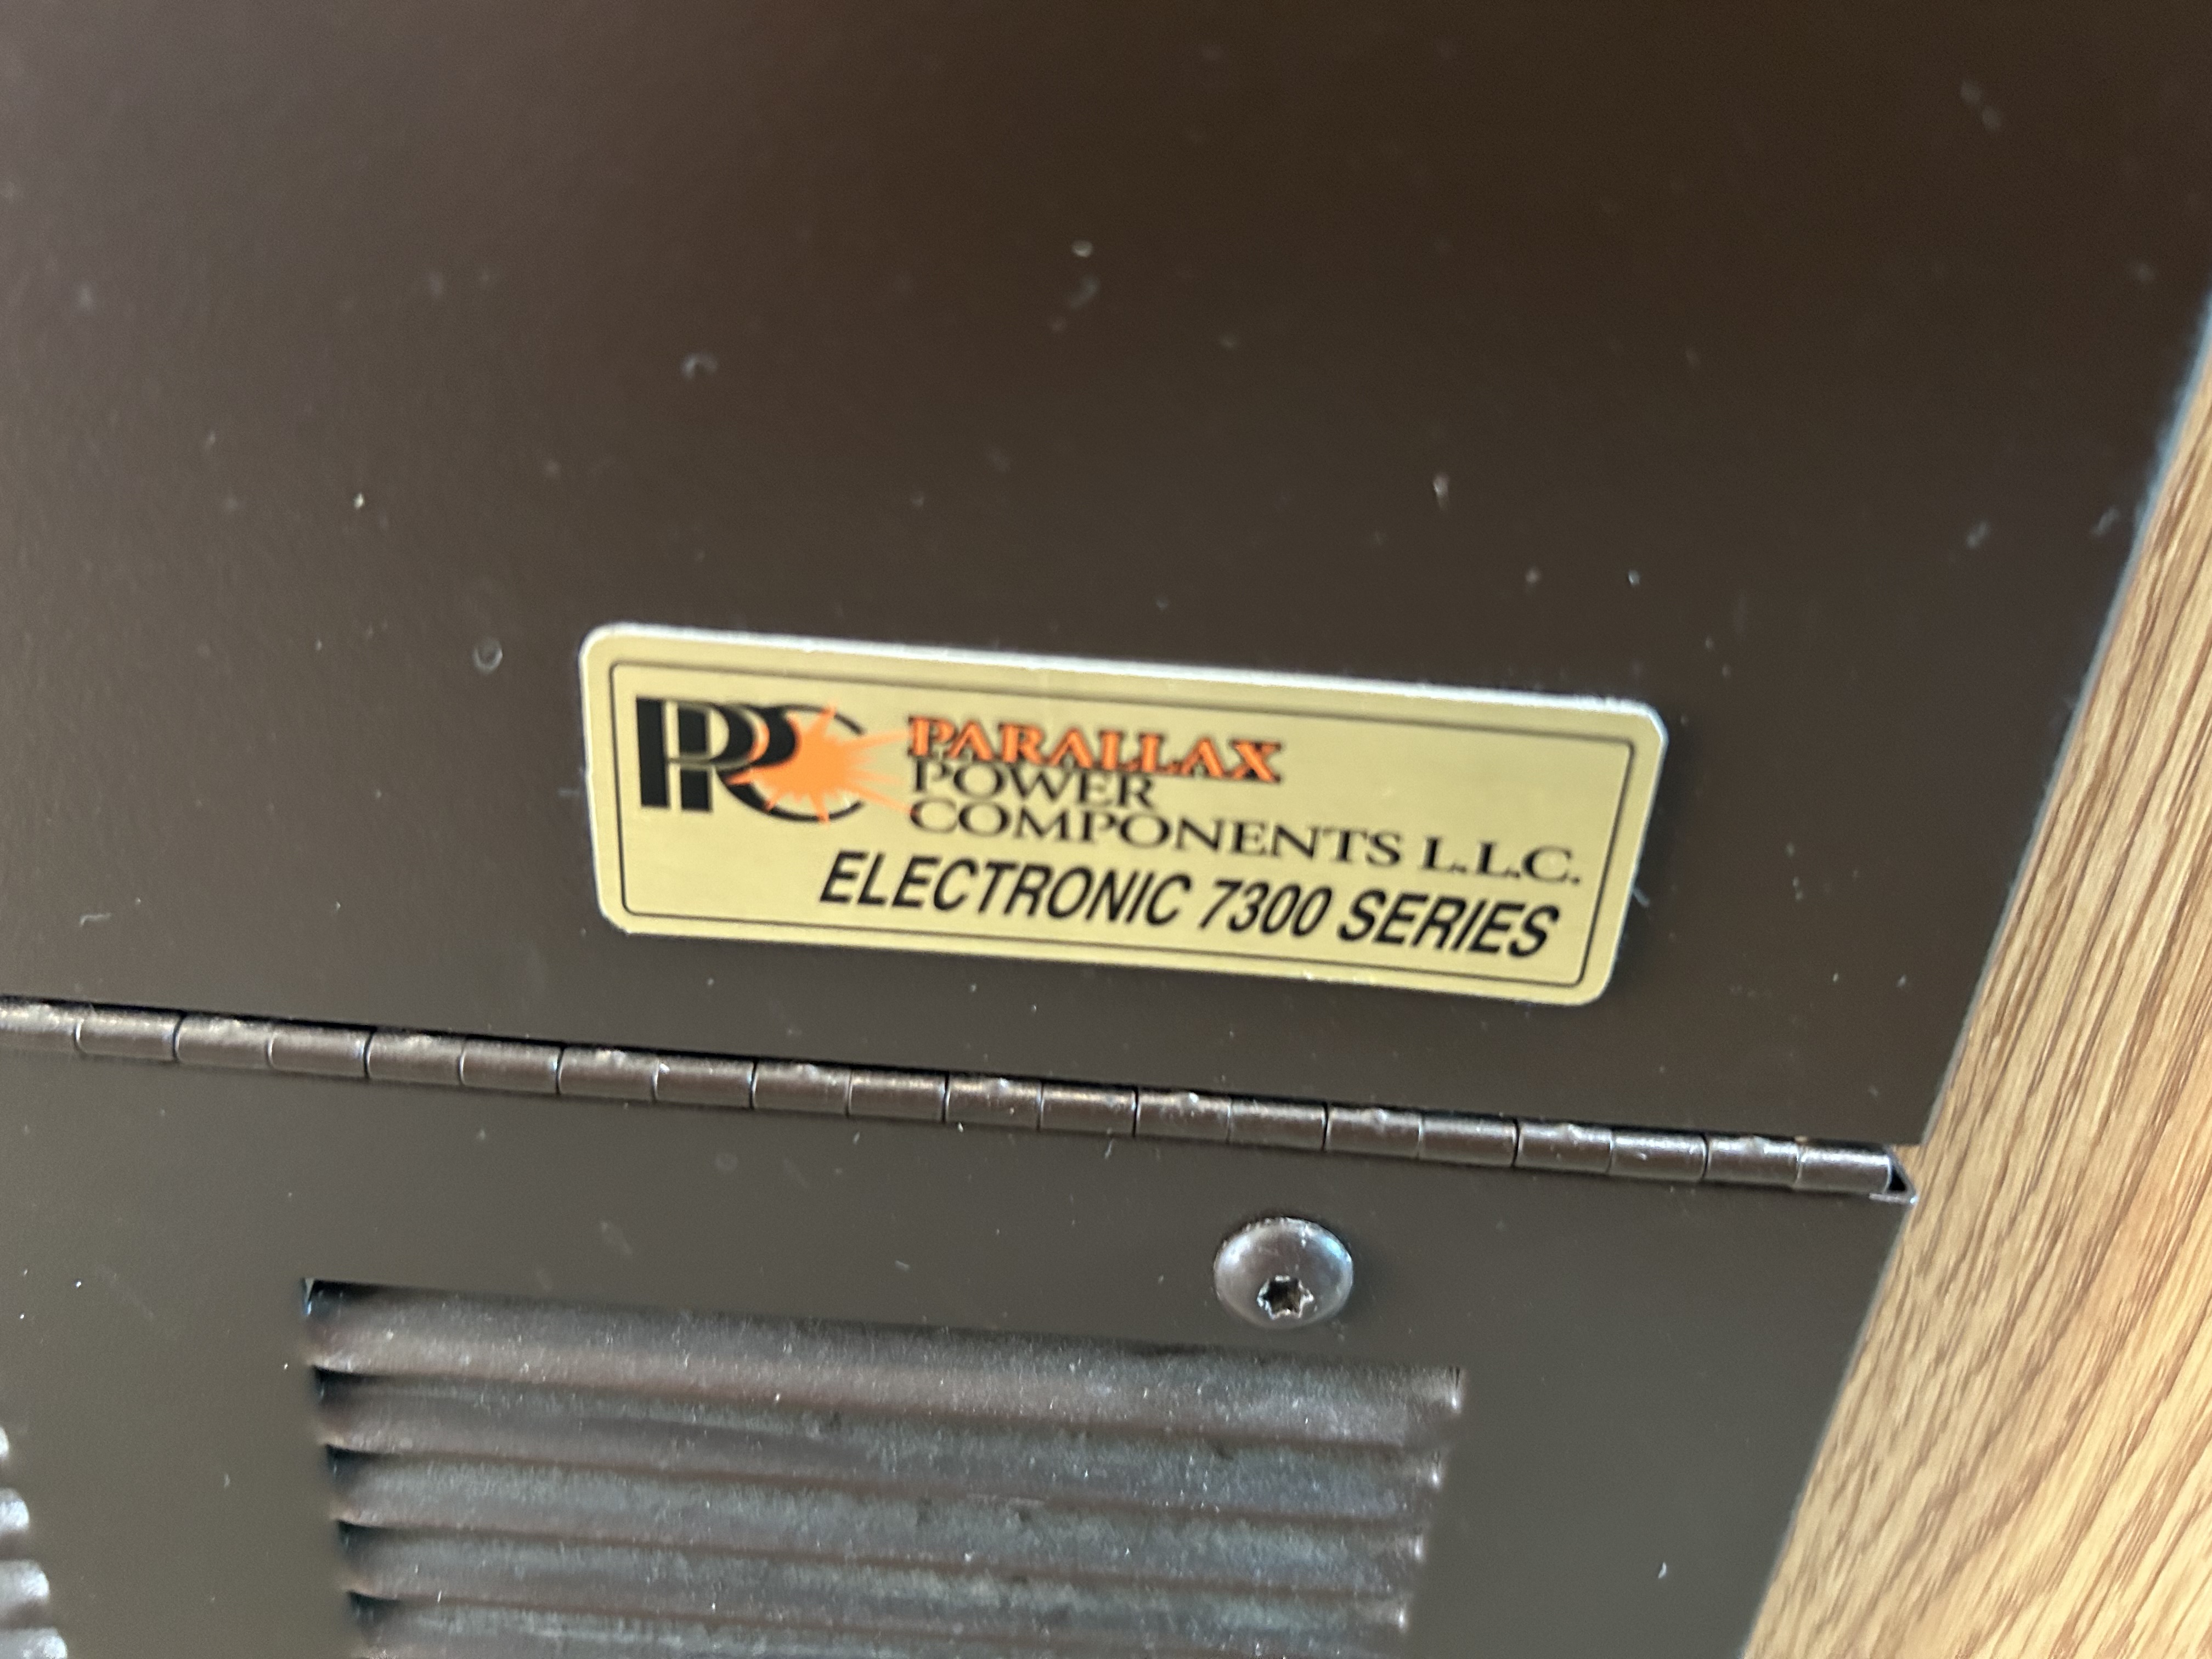 PPC
PARALLAX
POWER
COMPONENTS L.L.C.
ELECTRONIC 7300 SERIES